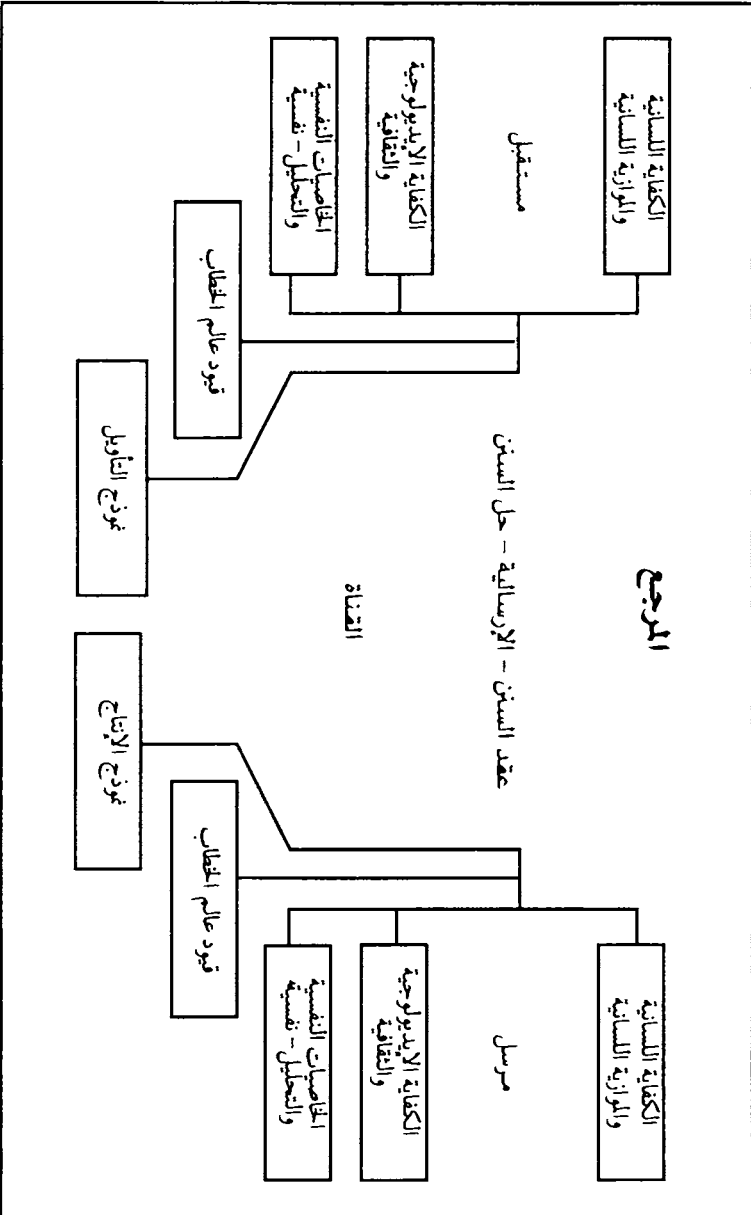 الكفاية اللسانية
والموازية اللسانية
المرجع
الكفاية اللسانية
والموازية اللسانية
مرسل
عقد السنن - الإرسالية - حل السنن
مستقبل
الكفاية الإيديولوجية
والثقافية
القناة
الكفاية الإيديولوجية
والثقافية
الخاصيات النفسية
والتحليل - نفسية
الخاصيات النفسية
والتحليل - نفسية
قيود عالم الخطاب
قيود عالم الخطاب
نموذج الإنتاج
نموذج التأويل